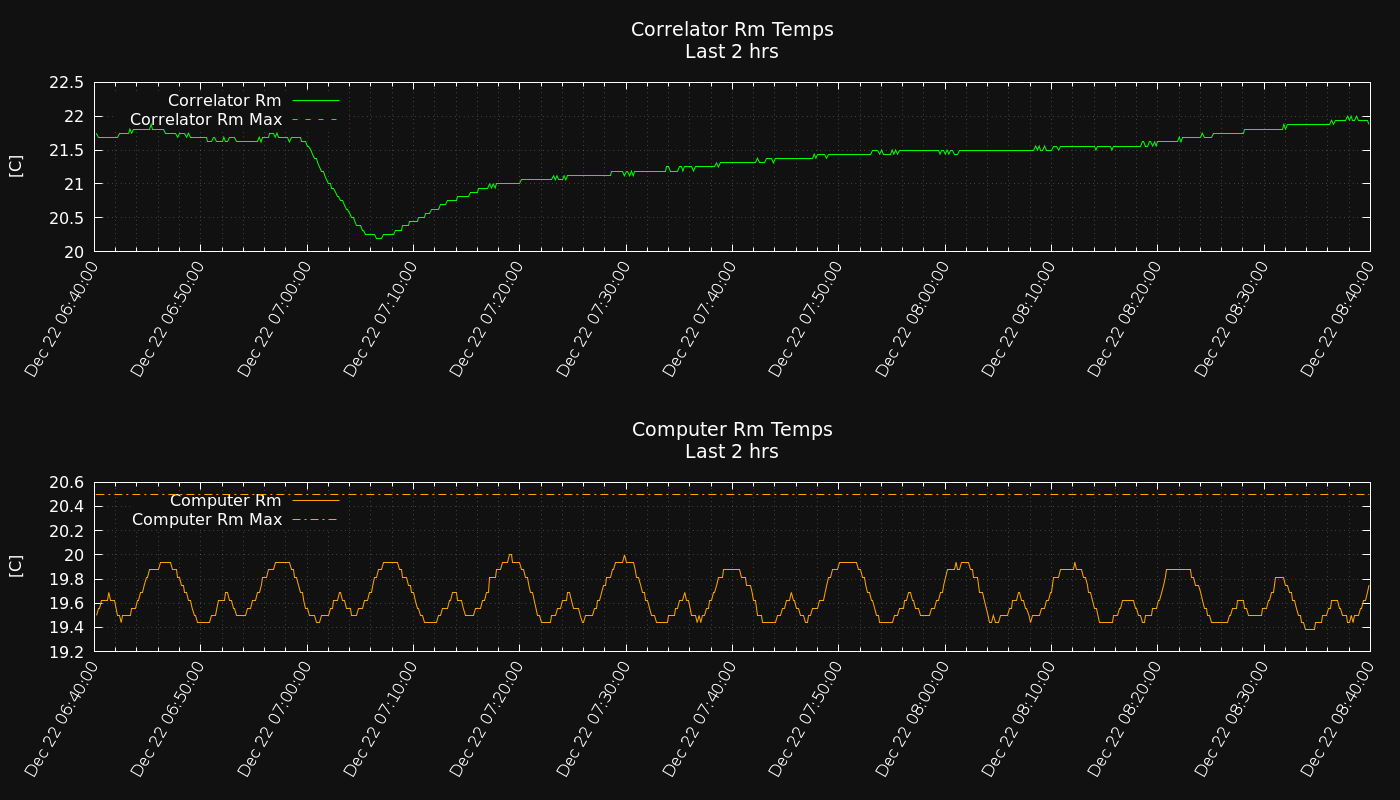 Correlator Rm Temps
Last 2 hrs
22.5
22
21.5
21
20.5
20
[C]
Correlator Rm
Correlator Rm Max
Dec 22 06:40:00
Dec 22 06:50:00
Dec 22 07:00:00
Dec 22 07:10:00
Dec 22 07:20:00
Dec 22 07:30:00
Dec 22 07:40:00
Dec 22 07:50:00
Dec 22 08:00:00
Dec 22 08:10:00
Dec 22 08:20:00
Dec 22 08:30:00
Dec 22 08:40:00
Computer Rm Temps
Last 2 hrs
20.6
20.4
20.2
20
19.8
19.6
19.4
19.2
[C]
Computer Rm
Computer Rm Max
Dec 22 06:40:00
Dec 22 06:50:00
Dec 22 07:00:00
Dec 22 07:10:00
Dec 22 07:20:00
Dec 22 07:30:00
Dec 22 07:40:00
Dec 22 07:50:00
Dec 22 08:00:00
Dec 22 08:10:00
Dec 22 08:20:00
Dec 22 08:30:00
Dec 22 08:40:00